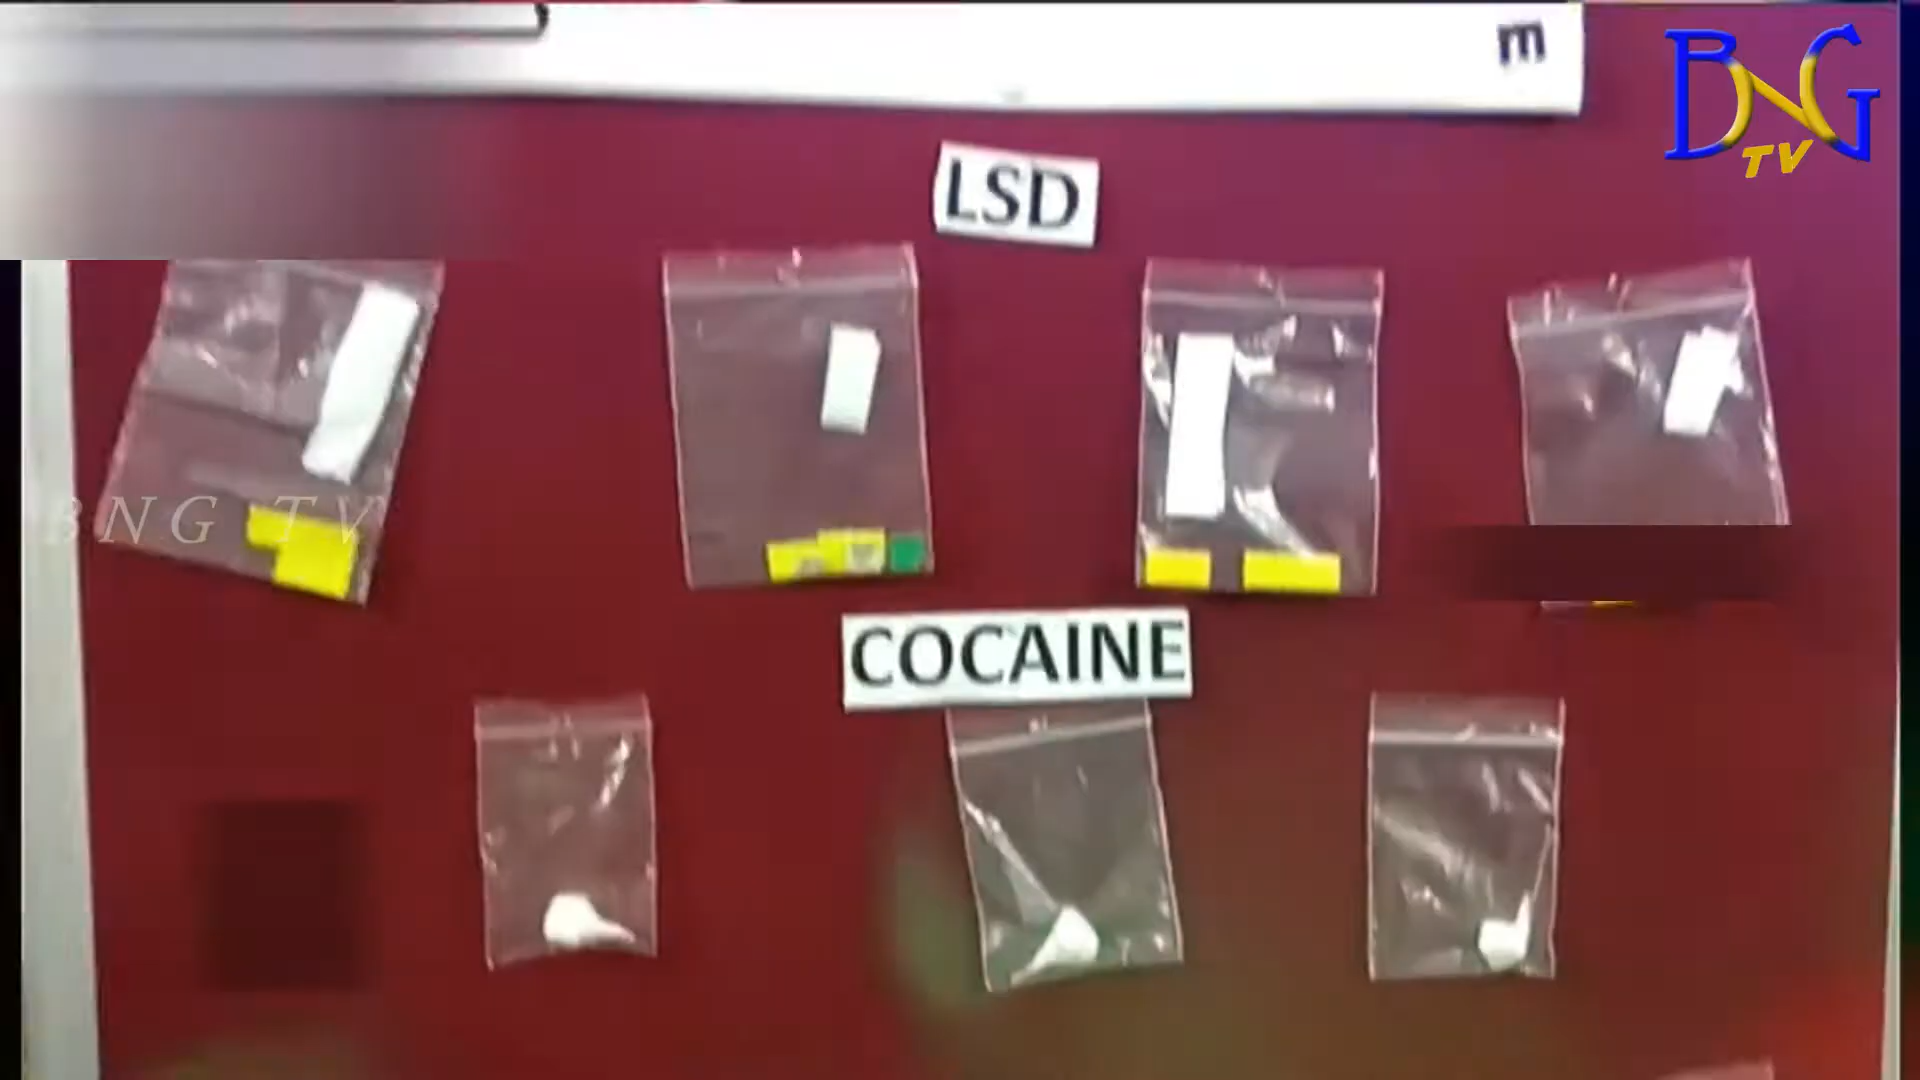 E
BNG
TV
LSD
BNG TV
COCAINE